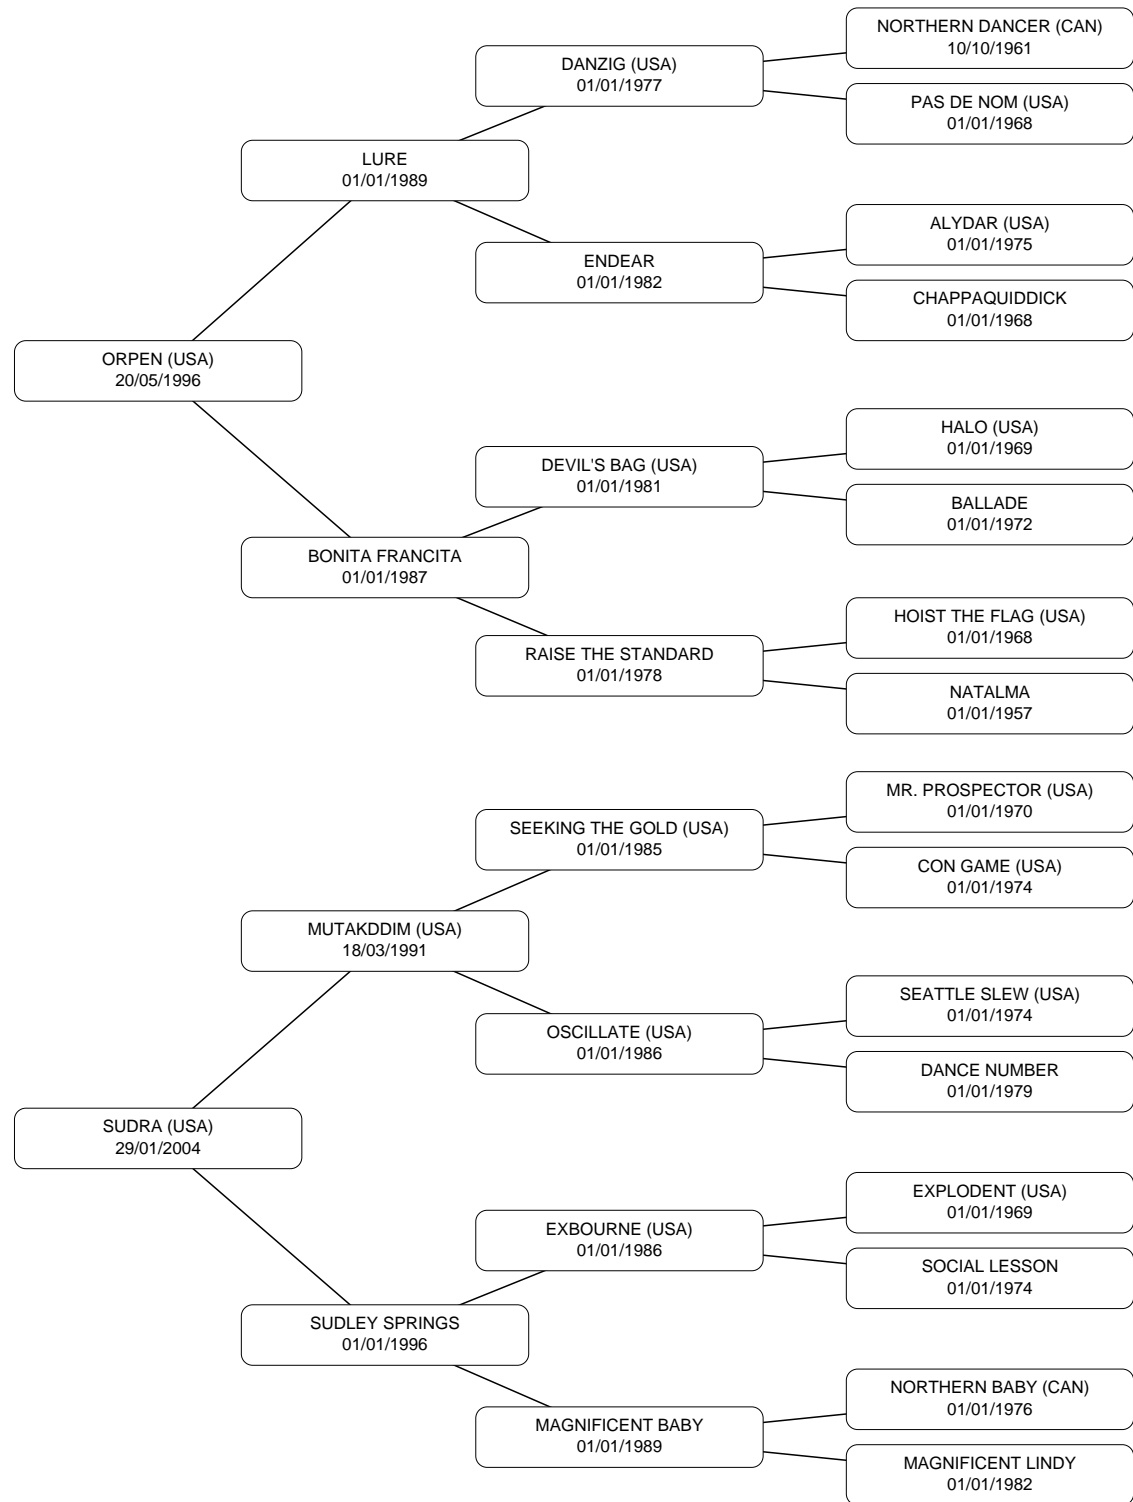 NORTHERN DANCER (CAN)
10/10/1961
DANZIG (USA)
01/01/1977
PAS DE NOM (USA)
01/01/1968
LURE
01/01/1989
ALYDAR (USA)
01/01/1975
ENDEAR
01/01/1982
CHAPPAQUIDDICK
01/01/1968
ORPEN (USA)
20/05/1996
HALO (USA)
01/01/1969
DEVIL'S BAG (USA)
01/01/1981
BALLADE
01/01/1972
BONITA FRANCITA
01/01/1987
HOIST THE FLAG (USA)
01/01/1968
RAISE THE STANDARD
01/01/1978
NATALMA
01/01/1957
MR. PROSPECTOR (USA)
01/01/1970
SEEKING THE GOLD (USA)
01/01/1985
CON GAME (USA)
01/01/1974
MUTAKDDIM (USA)
18/03/1991
SEATTLE SLEW (USA)
01/01/1974
OSCILLATE (USA)
01/01/1986
DANCE NUMBER
01/01/1979
SUDRA (USA)
29/01/2004
EXPLODENT (USA)
01/01/1969
EXBOURNE (USA)
01/01/1986
SOCIAL LESSON
01/01/1974
SUDLEY SPRINGS
01/01/1996
NORTHERN BABY (CAN)
01/01/1976
MAGNIFICENT BABY
01/01/1989
MAGNIFICENT LINDY
01/01/1982